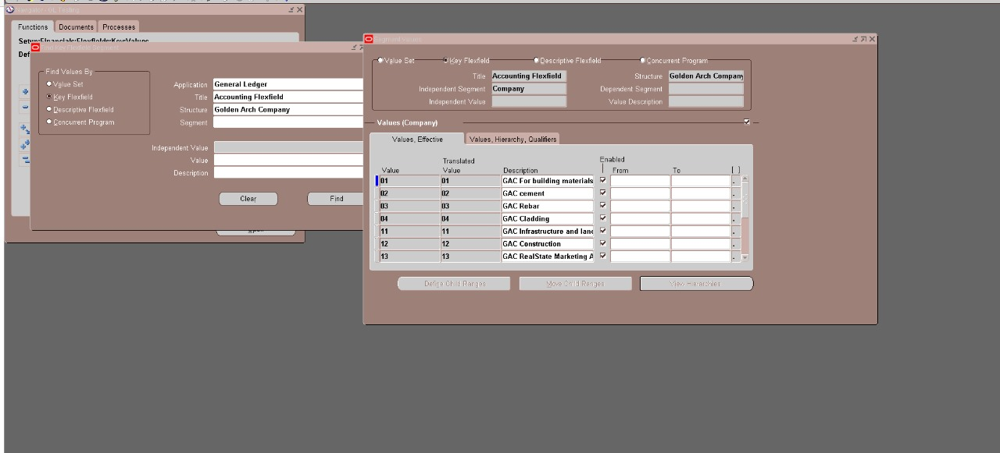 Navigator - GL Testing
Functions Documents Processes
Setup:Financials:Flexfields:Key:Values
Def
Find Key Flexfield Segment
Find Values By
Value Set
Key Flexfield
Descriptive Flexfield
Concurrent Program
Application General Ledger
Title Accounting Flexfield
Structure Golden Arch Company
Segment
Independent Value
Value
Description
Clear Find
Open
Segment Values
Value Set Key Flexfield Descriptive Flexfield Concurrent Program
Title Accounting Flexfield Structure Golden Arch Company
Independent Segment Company Dependent Segment
Independent Value Value Description
Values (Company)
Values, Effective Values, Hierarchy, Qualifiers
Translated Enabled
Value Value Description From To [ ]
01 01 GAC For building materials
02 02 GAC cement
03 03 GAC Rebar
04 04 GAC Cladding
11 11 GAC Infrastructure and lan
12 12 GAC Construction
13 13 GAC RealState Marketing A
Define Child Ranges Move Child Ranges View Hierarchies